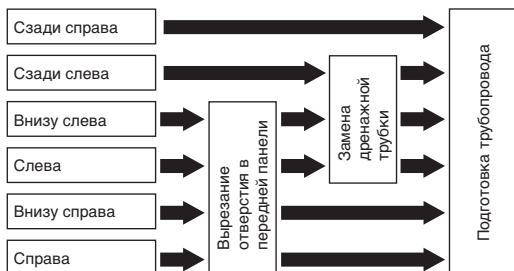 Сзади справа
Сзади слева
Внизу слева
Слева
Внизу справа
Справа
Вырезание
отверстия в
передней панели
Замена
дренажной
трубки
Подготовка трубопровода